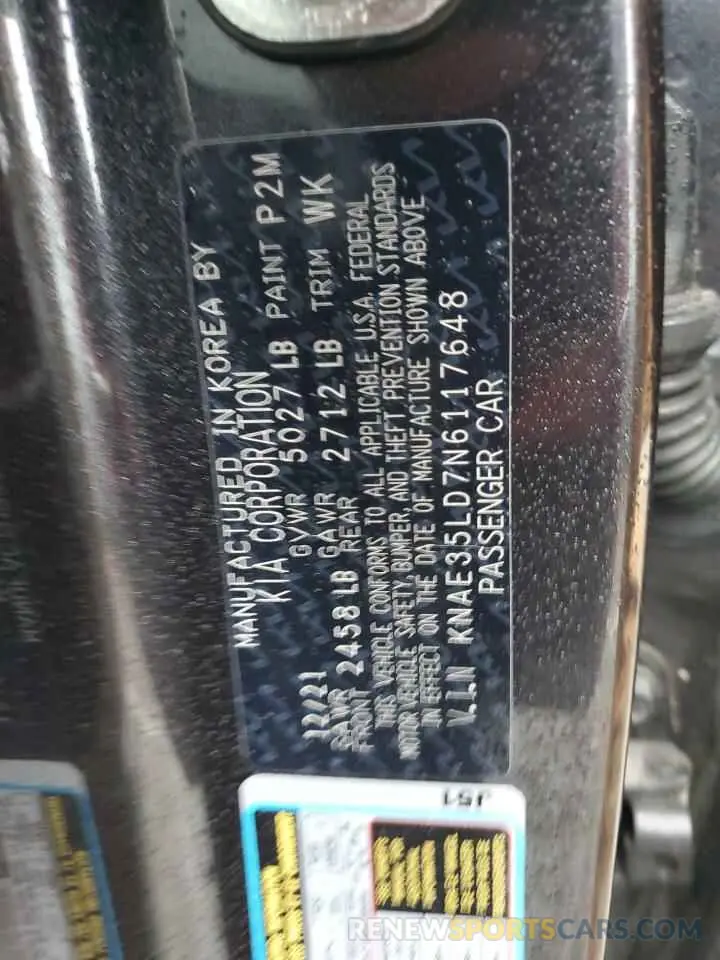 MANUFACTURED IN KOREA BY
KIA CORPORATION
12/21 GVWR 5027 LB PAINT P2M
GAWR FRONT 2458 LB GAWR REAR 2712 LB TRIM WK
THIS VEHICLE CONFORMS TO ALL APPLICABLE U.S.A. FEDERAL
MOTOR VEHICLE SAFETY, BUMPER, AND THEFT PREVENTION STANDARDS
IN EFFECT ON THE DATE OF MANUFACTURE SHOWN ABOVE
V.I.N KNAE35LD7N6117648
PASSENGER CAR
J51
RENEWSPORTSCARS.COM